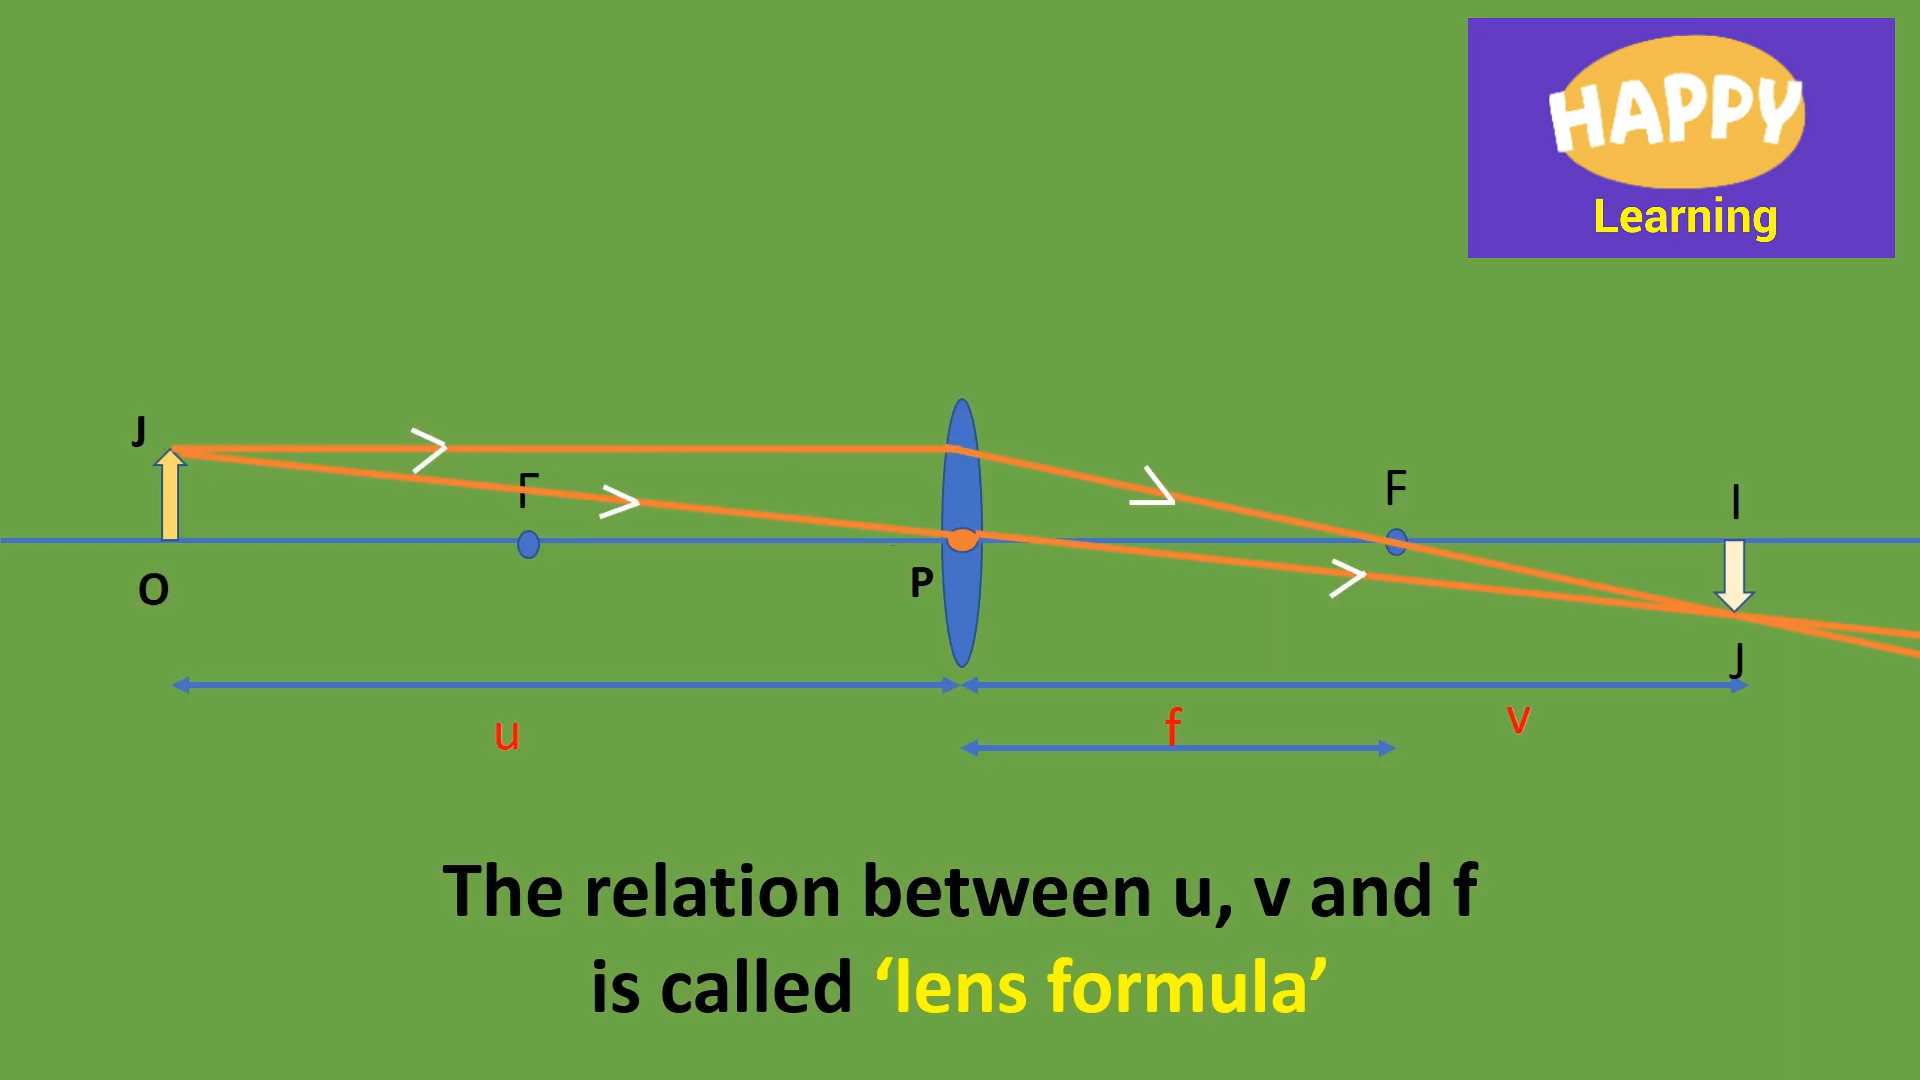 HAPPY
Learning
J
F
F
I
O
P
J
u
f
v
The relation between u, v and f
is called ‘lens formula’